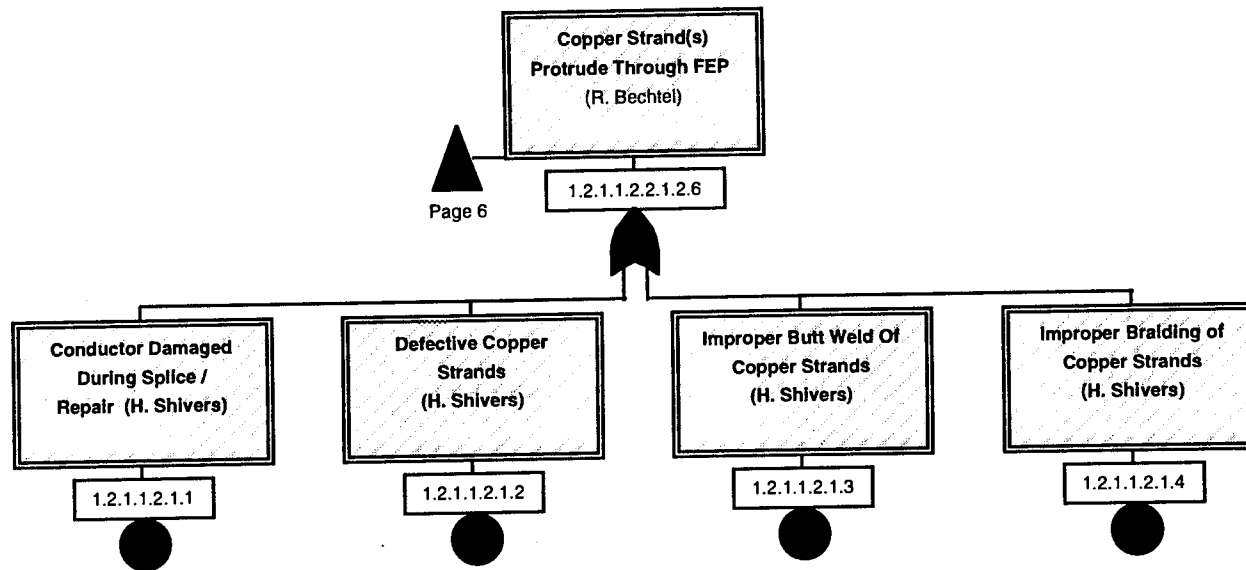 Copper Strand(s)
Protrude Through FEP
(R. Bechtel)
Page 6
1.2.1.1.2.2.1.2.6
Conductor Damaged
During Splice /
Repair (H. Shivers)
1.2.1.1.2.1.1
Defective Copper
Strands
(H. Shivers)
1.2.1.1.2.1.2
Improper Butt Weld Of
Copper Strands
(H. Shivers)
1.2.1.1.2.1.3
Improper Braiding of
Copper Strands
(H. Shivers)
1.2.1.1.2.1.4